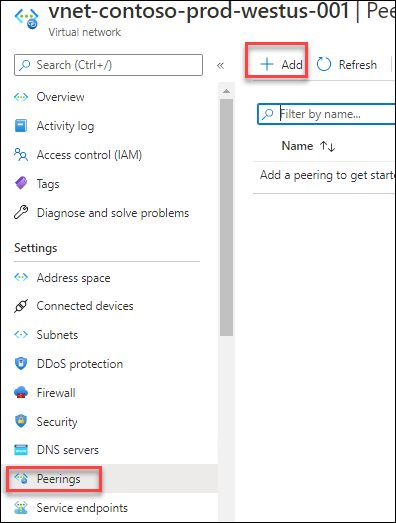 vnet-contoso-prod-westus-001 | Pee
Virtual network
Search (Ctrl+/)
«
Add
Refresh
Overview
Activity log
Access control (IAM)
Tags
Diagnose and solve problems
Filter by name...
Name ↑↓
Add a peering to get starte
Settings
Address space
Connected devices
Subnets
DDoS protection
Firewall
Security
DNS servers
Peerings
Service endpoints